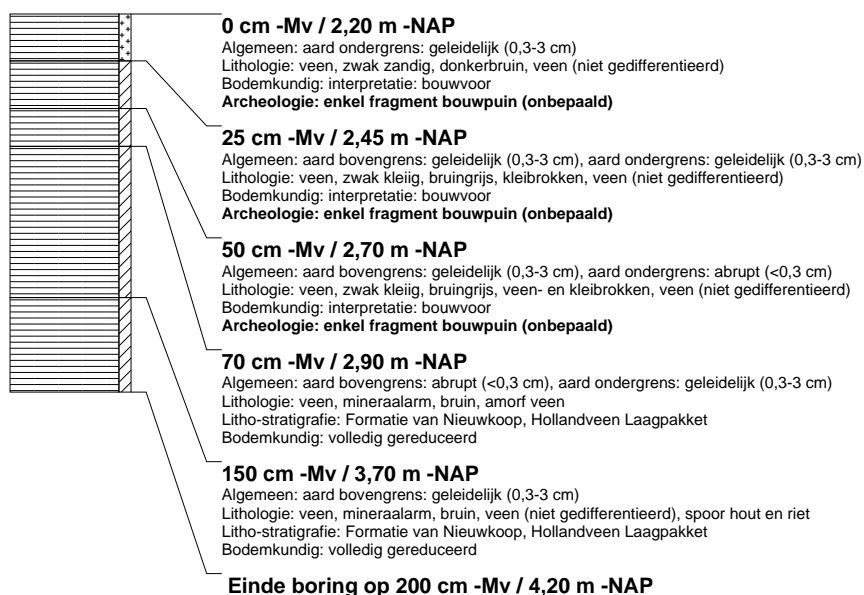 0 cm -Mv / 2,20 m -NAP
Algemeen: aard ondergrens: geleidelijk (0,3-3 cm)
Lithologie: veen, zwak zandig, donkerbruin, veen (niet gedifferentieerd)
Bodemkundig: interpretatie: bouwvoor
Archeologie: enkel fragment bouwpuin (onbepaald)
25 cm -Mv / 2,45 m -NAP
Algemeen: aard bovengrens: geleidelijk (0,3-3 cm), aard ondergrens: geleidelijk (0,3-3 cm)
Lithologie: veen, zwak kleiig, bruingrijs, kleibrokken, veen (niet gedifferentieerd)
Bodemkundig: interpretatie: bouwvoor
Archeologie: enkel fragment bouwpuin (onbepaald)
50 cm -Mv / 2,70 m -NAP
Algemeen: aard bovengrens: geleidelijk (0,3-3 cm), aard ondergrens: abrupt (<0,3 cm)
Lithologie: veen, zwak kleiig, bruingrijs, veen- en kleibrokken, veen (niet gedifferentieerd)
Bodemkundig: interpretatie: bouwvoor
Archeologie: enkel fragment bouwpuin (onbepaald)
70 cm -Mv / 2,90 m -NAP
Algemeen: aard bovengrens: abrupt (<0,3 cm), aard ondergrens: geleidelijk (0,3-3 cm)
Lithologie: veen, mineraalarm, bruin, amorf veen
Litho-stratigrafie: Formatie van Nieuwkoop, Hollandveen Laagpakket
Bodemkundig: volledig gereduceerd
150 cm -Mv / 3,70 m -NAP
Algemeen: aard bovengrens: geleidelijk (0,3-3 cm)
Lithologie: veen, mineraalarm, bruin, veen (niet gedifferentieerd), spoor hout en riet
Litho-stratigrafie: Formatie van Nieuwkoop, Hollandveen Laagpakket
Bodemkundig: volledig gereduceerd
Einde boring op 200 cm -Mv / 4,20 m -NAP